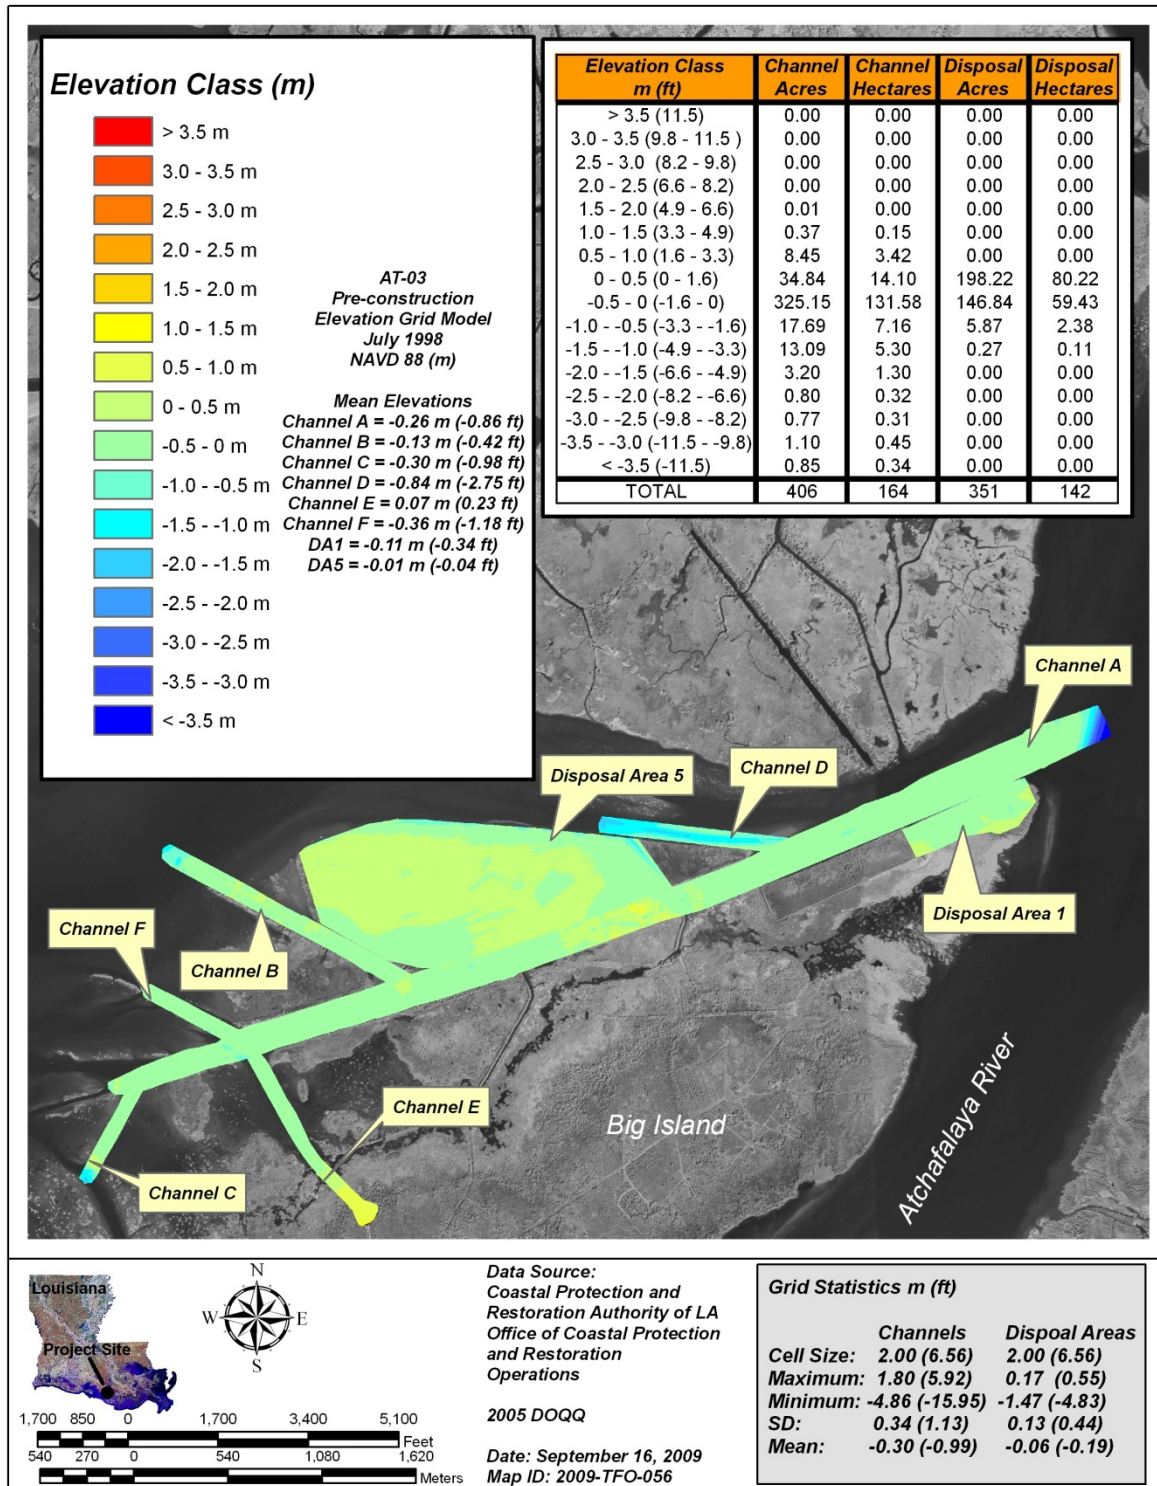 Elevation Class (m)
> 3.5 m
3.0 - 3.5 m
2.5 - 3.0 m
2.0 - 2.5 m
1.5 - 2.0 m
1.0 - 1.5 m
0.5 - 1.0 m
0 - 0.5 m
-0.5 - 0 m
-1.0 - -0.5 m
-1.5 - -1.0 m
-2.0 - -1.5 m
-2.5 - -2.0 m
-3.0 - -2.5 m
-3.5 - -3.0 m
< -3.5 m
AT-03
Pre-construction
Elevation Grid Model
July 1998
NAVD 88 (m)
Mean Elevations
Channel A = -0.26 m (-0.86 ft)
Channel B = -0.13 m (-0.42 ft)
Channel C = -0.30 m (-0.98 ft)
Channel D = -0.84 m (-2.75 ft)
Channel E = 0.07 m (0.23 ft)
Channel F = -0.36 m (-1.18 ft)
DA1 = -0.11 m (-0.34 ft)
DA5 = -0.01 m (-0.04 ft)
Elevation Class m (ft) Channel Acres Channel Hectares Disposal Acres Disposal Hectares
> 3.5 (11.5) 0.00 0.00 0.00 0.00
3.0 - 3.5 (9.8 - 11.5 ) 0.00 0.00 0.00 0.00
2.5 - 3.0 (8.2 - 9.8) 0.00 0.00 0.00 0.00
2.0 - 2.5 (6.6 - 8.2) 0.00 0.00 0.00 0.00
1.5 - 2.0 (4.9 - 6.6) 0.01 0.00 0.00 0.00
1.0 - 1.5 (3.3 - 4.9) 0.37 0.15 0.00 0.00
0.5 - 1.0 (1.6 - 3.3) 8.45 3.42 0.00 0.00
0 - 0.5 (0 - 1.6) 34.84 14.10 198.22 80.22
-0.5 - 0 (-1.6 - 0) 325.15 131.58 146.84 59.43
-1.0 - -0.5 (-3.3 - -1.6) 17.69 7.16 5.87 2.38
-1.5 - -1.0 (-4.9 - -3.3) 13.09 5.30 0.27 0.11
-2.0 - -1.5 (-6.6 - -4.9) 3.20 1.30 0.00 0.00
-2.5 - -2.0 (-8.2 - -6.6) 0.80 0.32 0.00 0.00
-3.0 - -2.5 (-9.8 - -8.2) 0.77 0.31 0.00 0.00
-3.5 - -3.0 (-11.5 - -9.8) 1.10 0.45 0.00 0.00
< -3.5 (-11.5) 0.85 0.34 0.00 0.00
TOTAL 406 164 351 142
Channel A
Channel D
Disposal Area 5
Disposal Area 1
Channel F
Channel B
Channel E
Channel C
Big Island
Atchafalaya River
Louisiana
Project Site
N
W E
S
1,700 850 0 1,700 3,400 5,100
Feet
540 270 0 540 1,080 1,620
Meters
Data Source:
Coastal Protection and
Restoration Authority of LA
Office of Coastal Protection
and Restoration
Operations
2005 DOQQ
Date: September 16, 2009
Map ID: 2009-TFO-056
Grid Statistics m (ft)
Channels Dispoal Areas
Cell Size: 2.00 (6.56) 2.00 (6.56)
Maximum: 1.80 (5.92) 0.17 (0.55)
Minimum: -4.86 (-15.95) -1.47 (-4.83)
SD: 0.34 (1.13) 0.13 (0.44)
Mean: -0.30 (-0.99) -0.06 (-0.19)